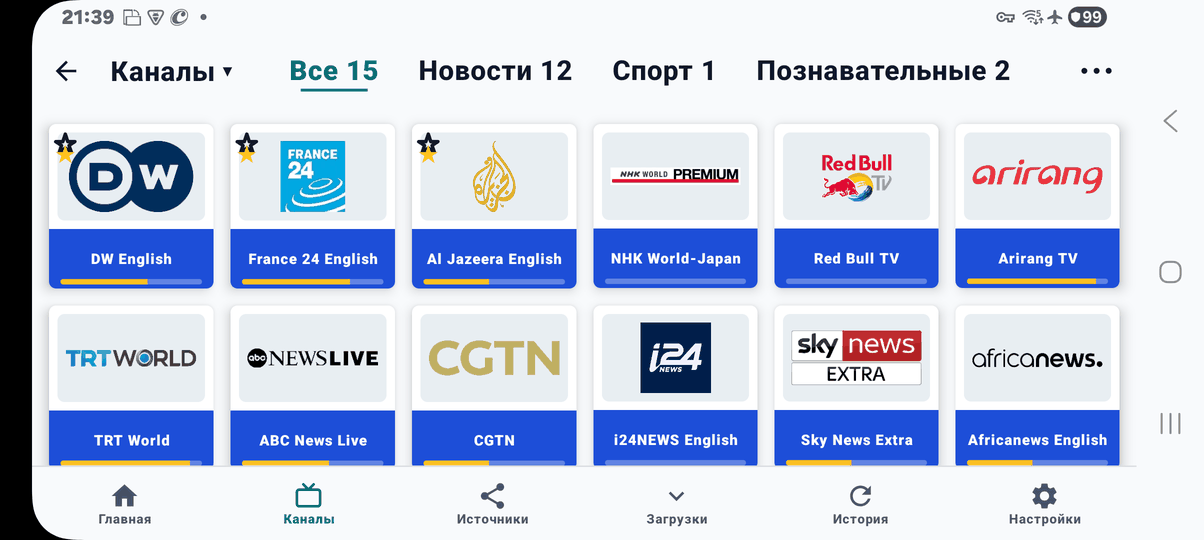 21:39
99
Каналы
Все 15
Новости 12
Спорт 1
Познавательные 2
DW
FRANCE
24
NHK WORLD PREMIUM
Red Bull
TV
arirang
DW English
France 24 English
Al Jazeera English
NHK World-Japan
Red Bull TV
Arirang TV
TRT WORLD
abc NEWS LIVE
CGTN
i24
NEWS
sky news
EXTRA
africanews.
TRT World
ABC News Live
CGTN
i24NEWS English
Sky News Extra
Africanews English
Главная
Каналы
Источники
Загрузки
История
Настройки